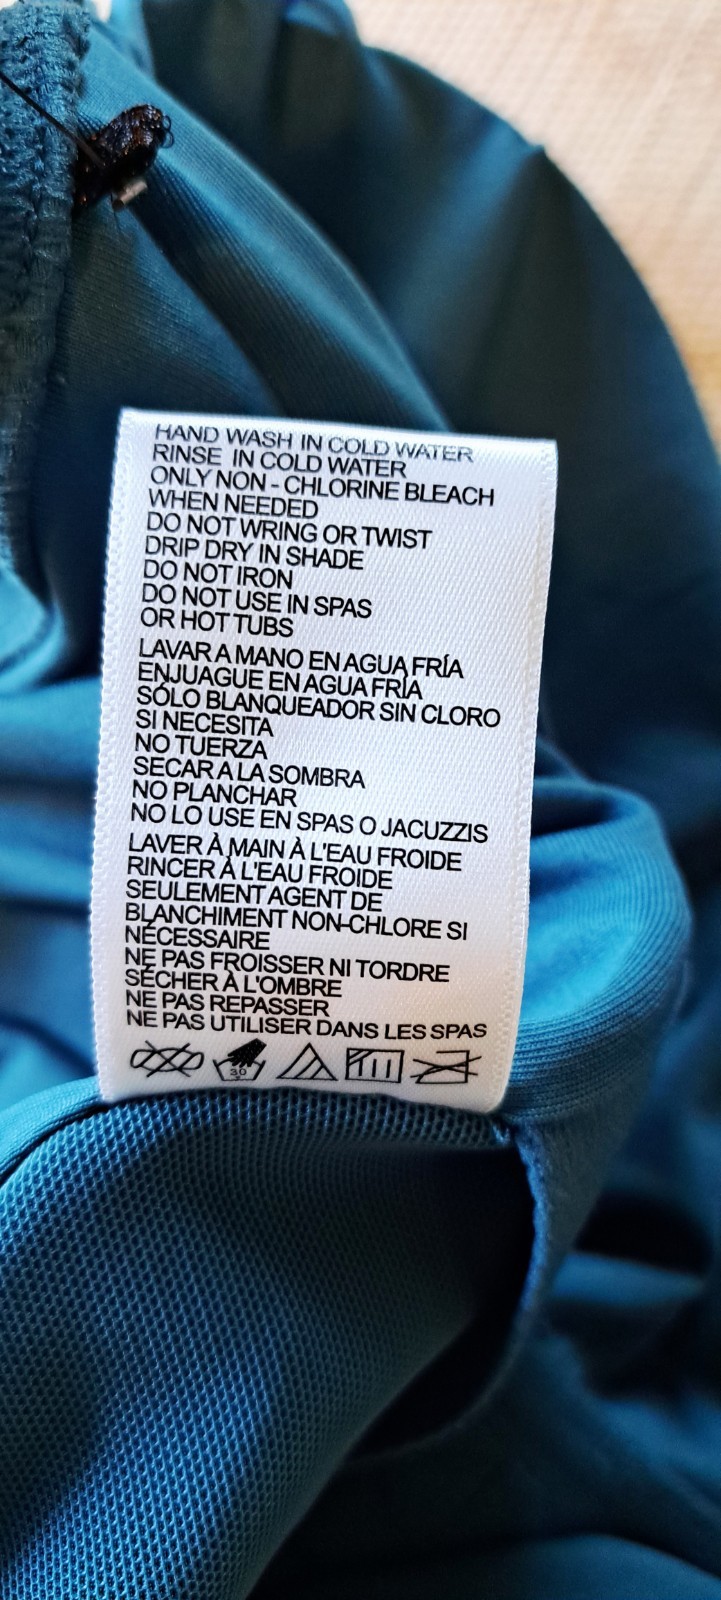 HAND WASH IN COLD WATER
RINSE IN COLD WATER
ONLY NON - CHLORINE BLEACH
WHEN NEEDED
DO NOT WRING OR TWIST
DRIP DRY IN SHADE
DO NOT IRON
DO NOT USE IN SPAS
OR HOT TUBS
LAVAR A MANO EN AGUA FRÍA
ENJUAGUE EN AGUA FRÍA
SÓLO BLANQUEADOR SIN CLORO
SI NECESITA
NO TUERZA
SECAR A LA SOMBRA
NO PLANCHAR
NO LO USE EN SPAS O JACUZZIS
LAVER À MAIN À L'EAU FROIDE
RINCER À L'EAU FROIDE
SEULEMENT AGENT DE
BLANCHIMENT NON-CHLORE SI
NÉCESSAIRE
NE PAS FROISSER NI TORDRE
SÉCHER À L'OMBRE
NE PAS REPASSER
NE PAS UTILISER DANS LES SPAS
30